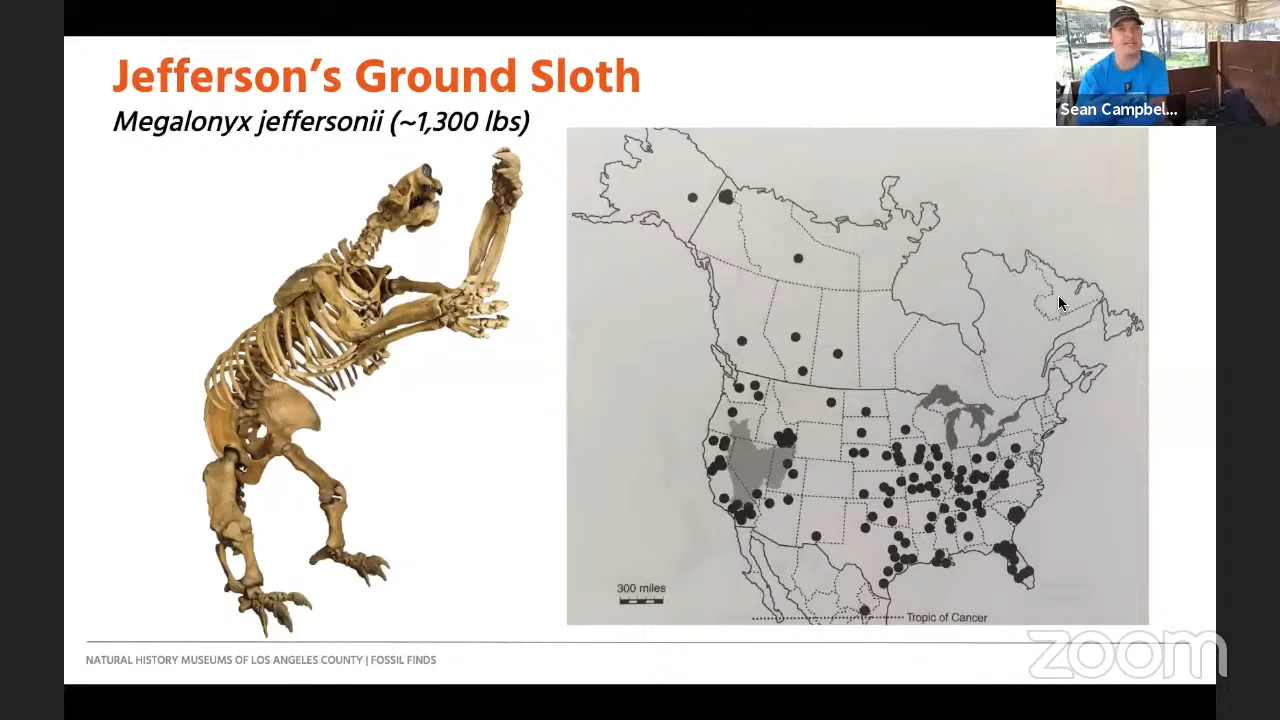 Jefferson's Ground Sloth
Megalonyx jeffersonii (~1,300 lbs)
Sean Campbel...
300 miles
Tropic of Cancer
NATURAL HISTORY MUSEUMS OF LOS ANGELES COUNTY | FOSSIL FINDS
zoom